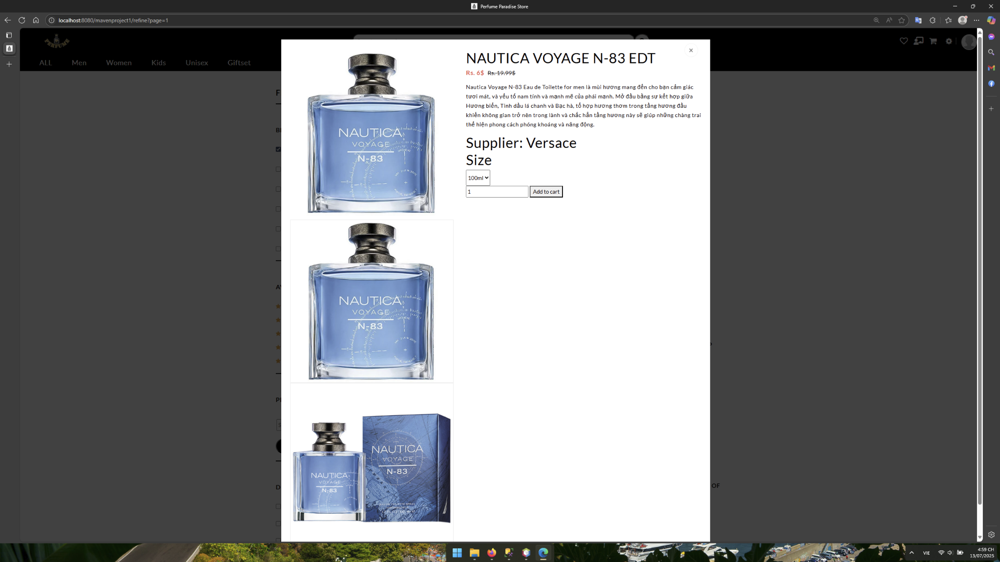 Perfume Paradise Store
localhost:8080/mavenproject1/refine?page=1
PERFUME
ALL Men Women Kids Unisex Giftset
NAUTICA VOYAGE N-83 EDT
Rs. 6$ Rs. 19.99$
Nautica Voyage N-83 Eau de Toilette for men là mùi hương mang đến cho bạn cảm giác
tươi mát, và yếu tố nam tính và mạnh mẽ của phái mạnh. Mở đầu bằng sự kết hợp giữa
Hương biển, Tinh dầu lá chanh và Bạc hà, tổ hợp hương thơm trong tầng hương đầu
khiến không gian trở nên trong lành và chắc hẳn tầng hương này sẽ giúp những chàng trai
thể hiện phong cách phóng khoáng và năng động.
Supplier: Versace
Size
100ml
1 Add to cart
NAUTICA
VOYAGE
N-83
NAUTICA
VOYAGE
N-83
NAUTICA
VOYAGE
N-83
NAUTICA
VOYAGE
N-83
OF
VIE
4:59 CH
13/07/2025